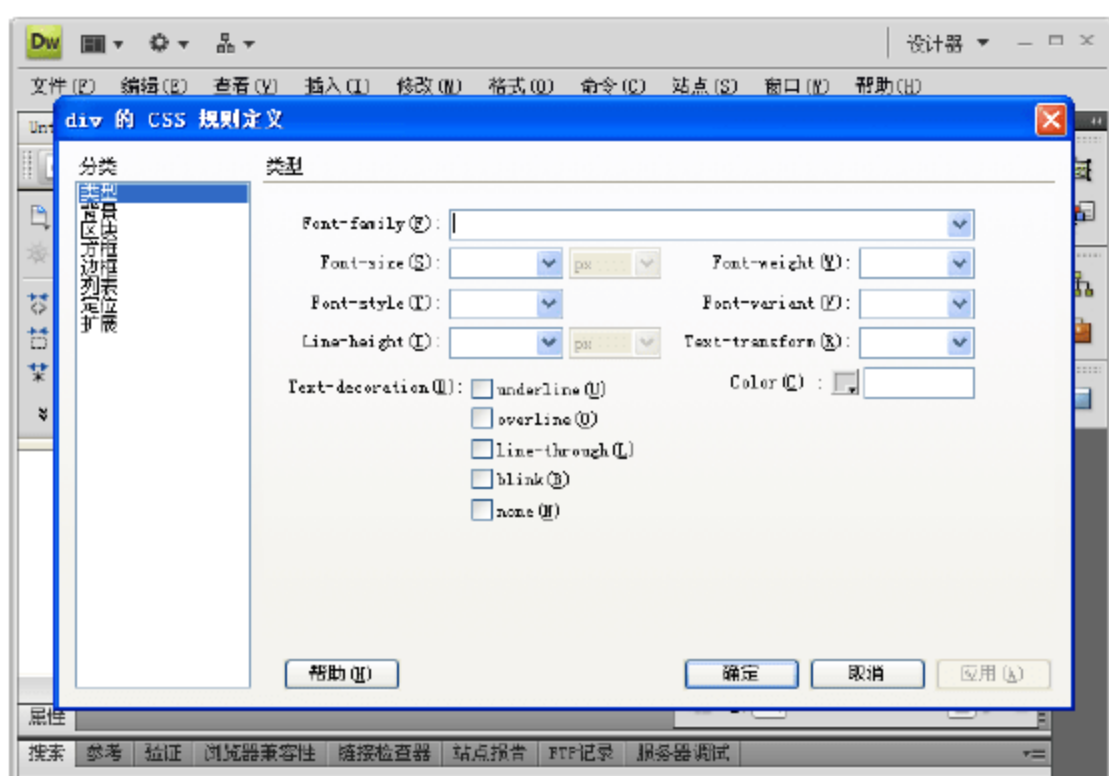 Dw 设计器
文件(F) 编辑(E) 查看(V) 插入(I) 修改(M) 格式(O) 命令(C) 站点(S) 窗口(W) 帮助(H)
div 的 CSS 规则定义
Unt
分类 类型
类型
背景
区块
方框
边框
列表
定位
扩展
Font-family(F):
Font-size(S): px Font-weight(W):
Font-style(T): Font-variant(V):
Line-height(I): px Text-transform(R):
Text-decoration(D): underline(U) Color(C) :
overline(O)
line-through(L)
blink(B)
none(N)
帮助(H) 确定 取消 应用(A)
属性
搜索 参考 验证 浏览器兼容性 链接检查器 站点报告 FTP记录 服务器调试